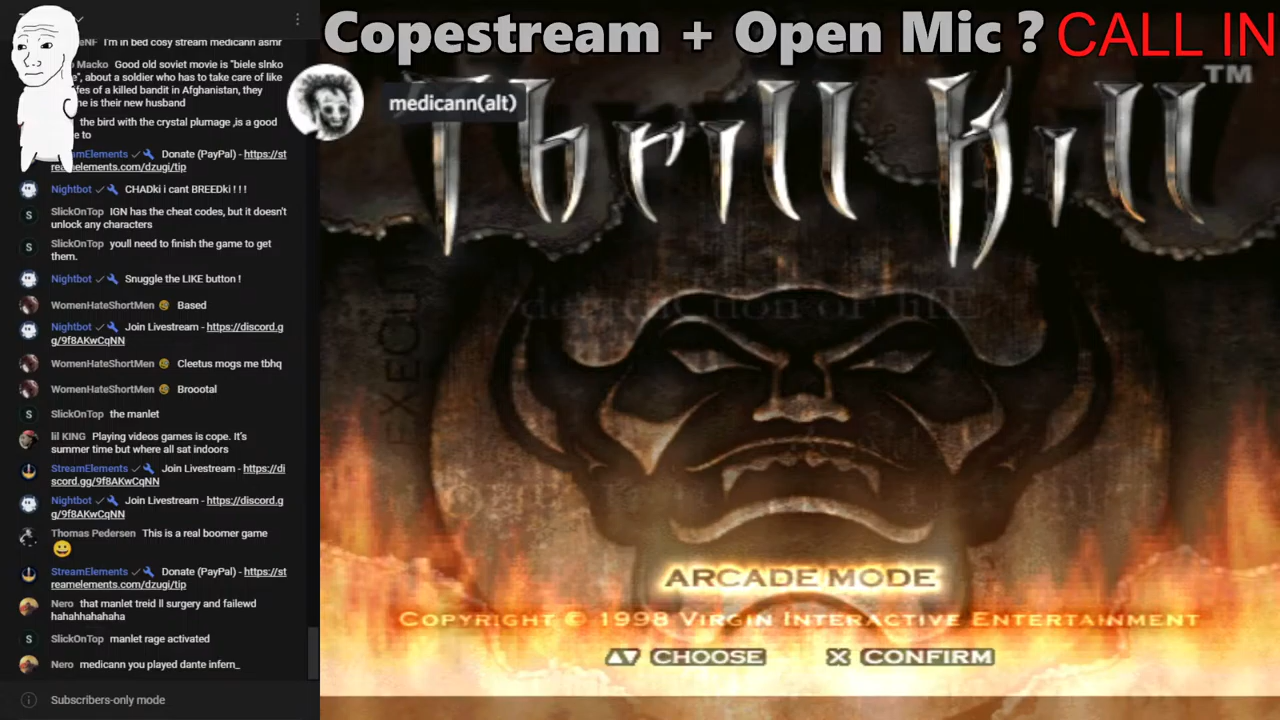 Copestream + Open Mic ? CALL IN
TM
medicann(alt)
Thrill Kill
destruction of life
EXECU
ARCADE MODE
COPYRIGHT © 1998 VIRGIN INTERACTIVE ENTERTAINMENT
CHOOSE X CONFIRM
I'm in bed cosy stream medicann asmr
Macko Good old soviet movie is "biele slnko
", about a soldier who has to take care of like
of a killed bandit in Afghanistan, they
is their new husband
the bird with the crystal plumage ,is a good
to
Donate (PayPal) - https://st
reamelements.com/dzugi/tip
Nightbot CHADki i cant BREEDki ! ! !
SlickOnTop IGN has the cheat codes, but it doesn't
unlock any characters
SlickOnTop youll need to finish the game to get
them.
Nightbot Snuggle the LIKE button !
WomenHateShortMen Based
Nightbot Join Livestream - https://discord.g
g/9f8AKwCqNN
WomenHateShortMen Cleetus mogs me tbhq
WomenHateShortMen Broootal
SlickOnTop the manlet
lil KING Playing videos games is cope. It's
summer time but where all sat indoors
StreamElements Join Livestream - https://di
scord.gg/9f8AKwCqNN
Nightbot Join Livestream - https://discord.g
g/9f8AKwCqNN
Thomas Pedersen This is a real boomer game
😀
StreamElements Donate (PayPal) - https://st
reamelements.com/dzugi/tip
Nero that manlet treid ll surgery and failewd
hahahhahahaha
SlickOnTop manlet rage activated
Nero medicann you played dante infern_
Subscribers-only mode